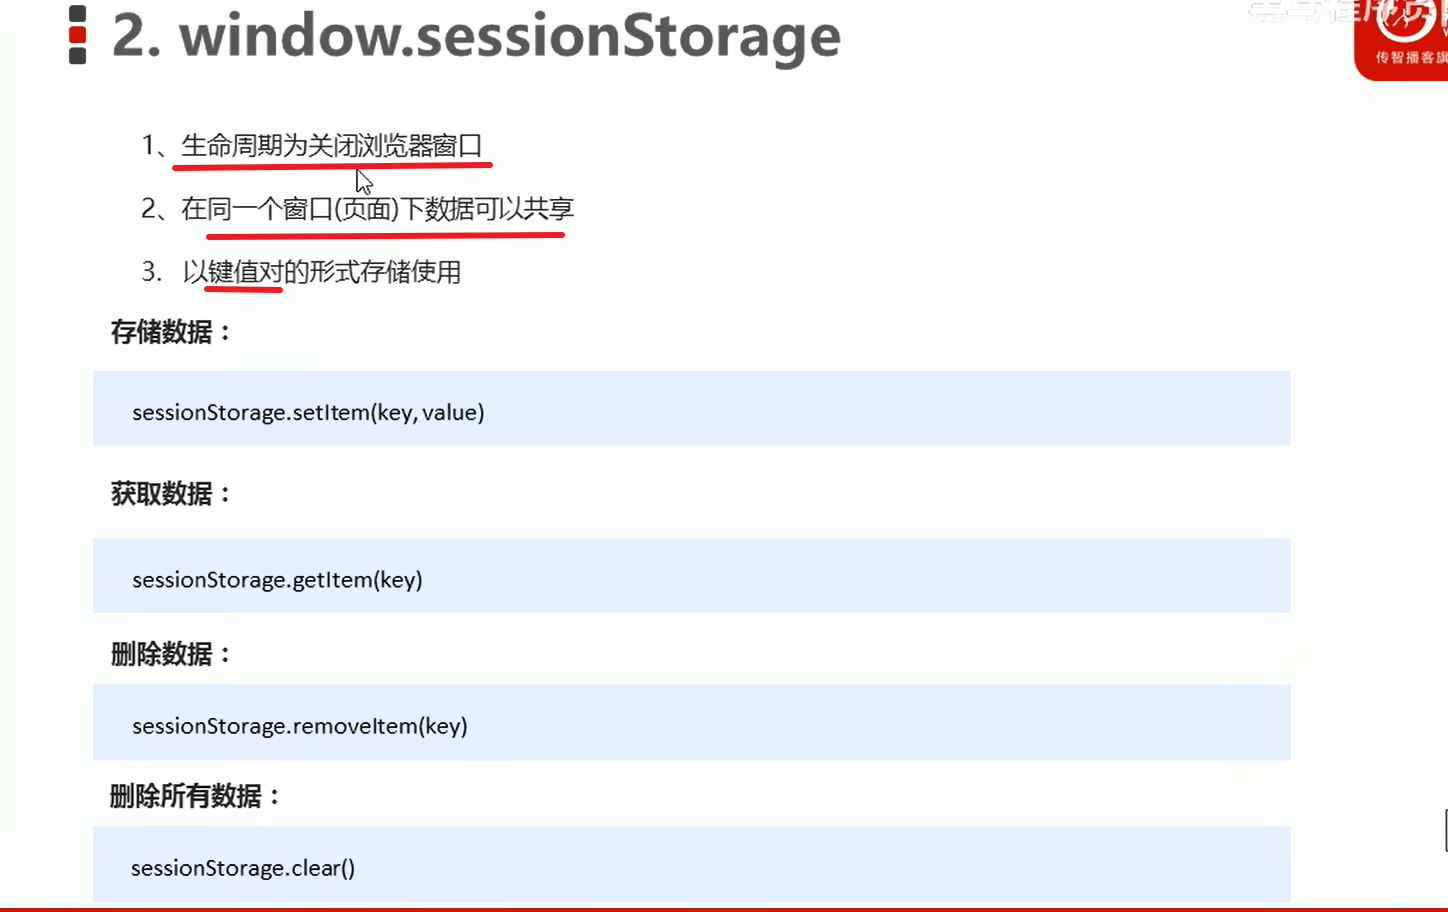 2. window.sessionStorage
传智播客旗
1、生命周期为关闭浏览器窗口
2、在同一个窗口(页面)下数据可以共享
3. 以键值对的形式存储使用
存储数据：
sessionStorage.setItem(key, value)
获取数据：
sessionStorage.getItem(key)
删除数据：
sessionStorage.removeItem(key)
删除所有数据：
sessionStorage.clear()